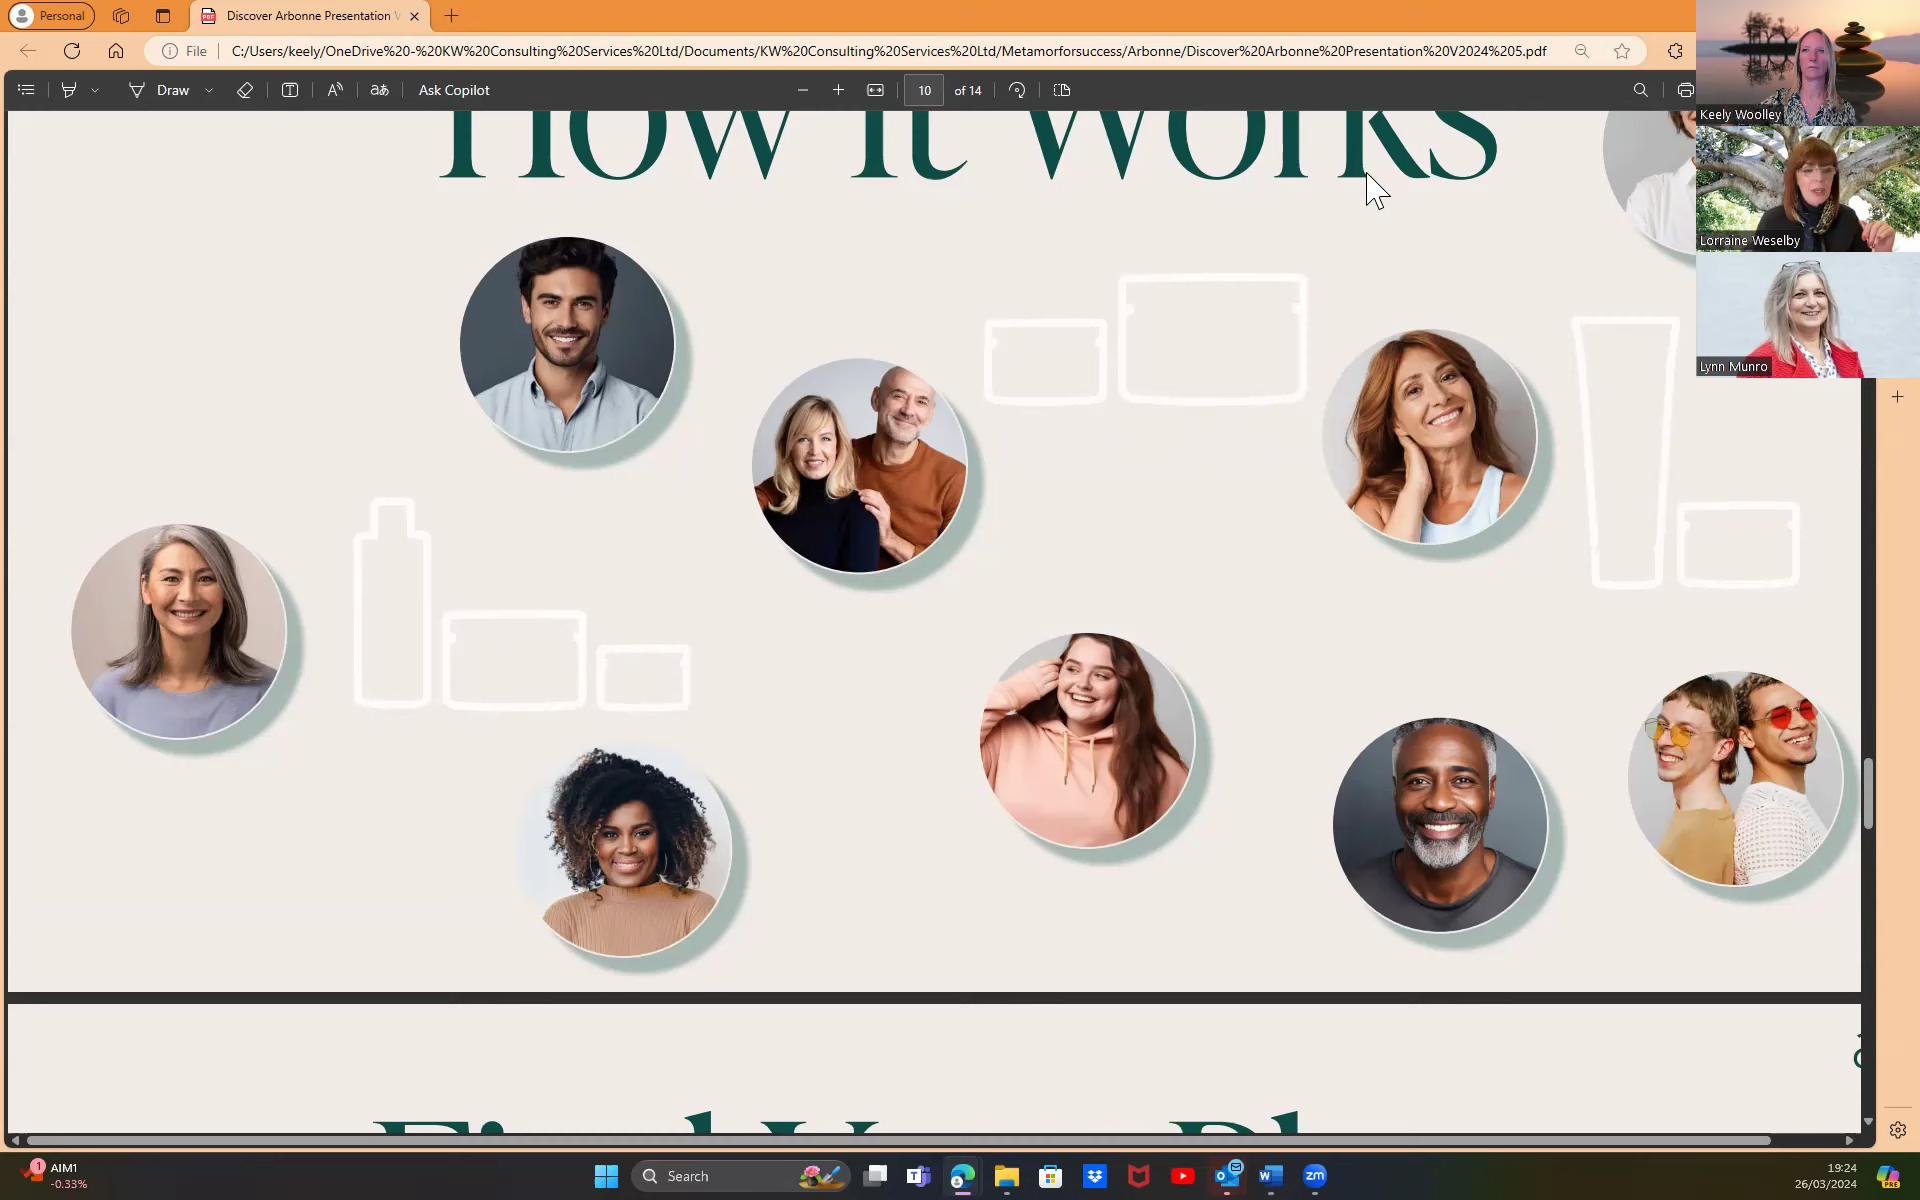 Personal
Discover Arbonne Presentation V
File
C:/Users/keely/OneDrive%20-%20KW%20Consulting%20Services%20Ltd/Documents/KW%20Consulting%20Services%20Ltd/Metamorforsuccess/Arbonne/Discover%20Arbonne%20Presentation%20V2024%205.pdf
Draw
Ask Copilot
10 of 14
How It Works
Keely Woolley
Lorraine Weselby
Lynn Munro
1
AIM1
-0.33%
Search
zm
19:24
26/03/2024